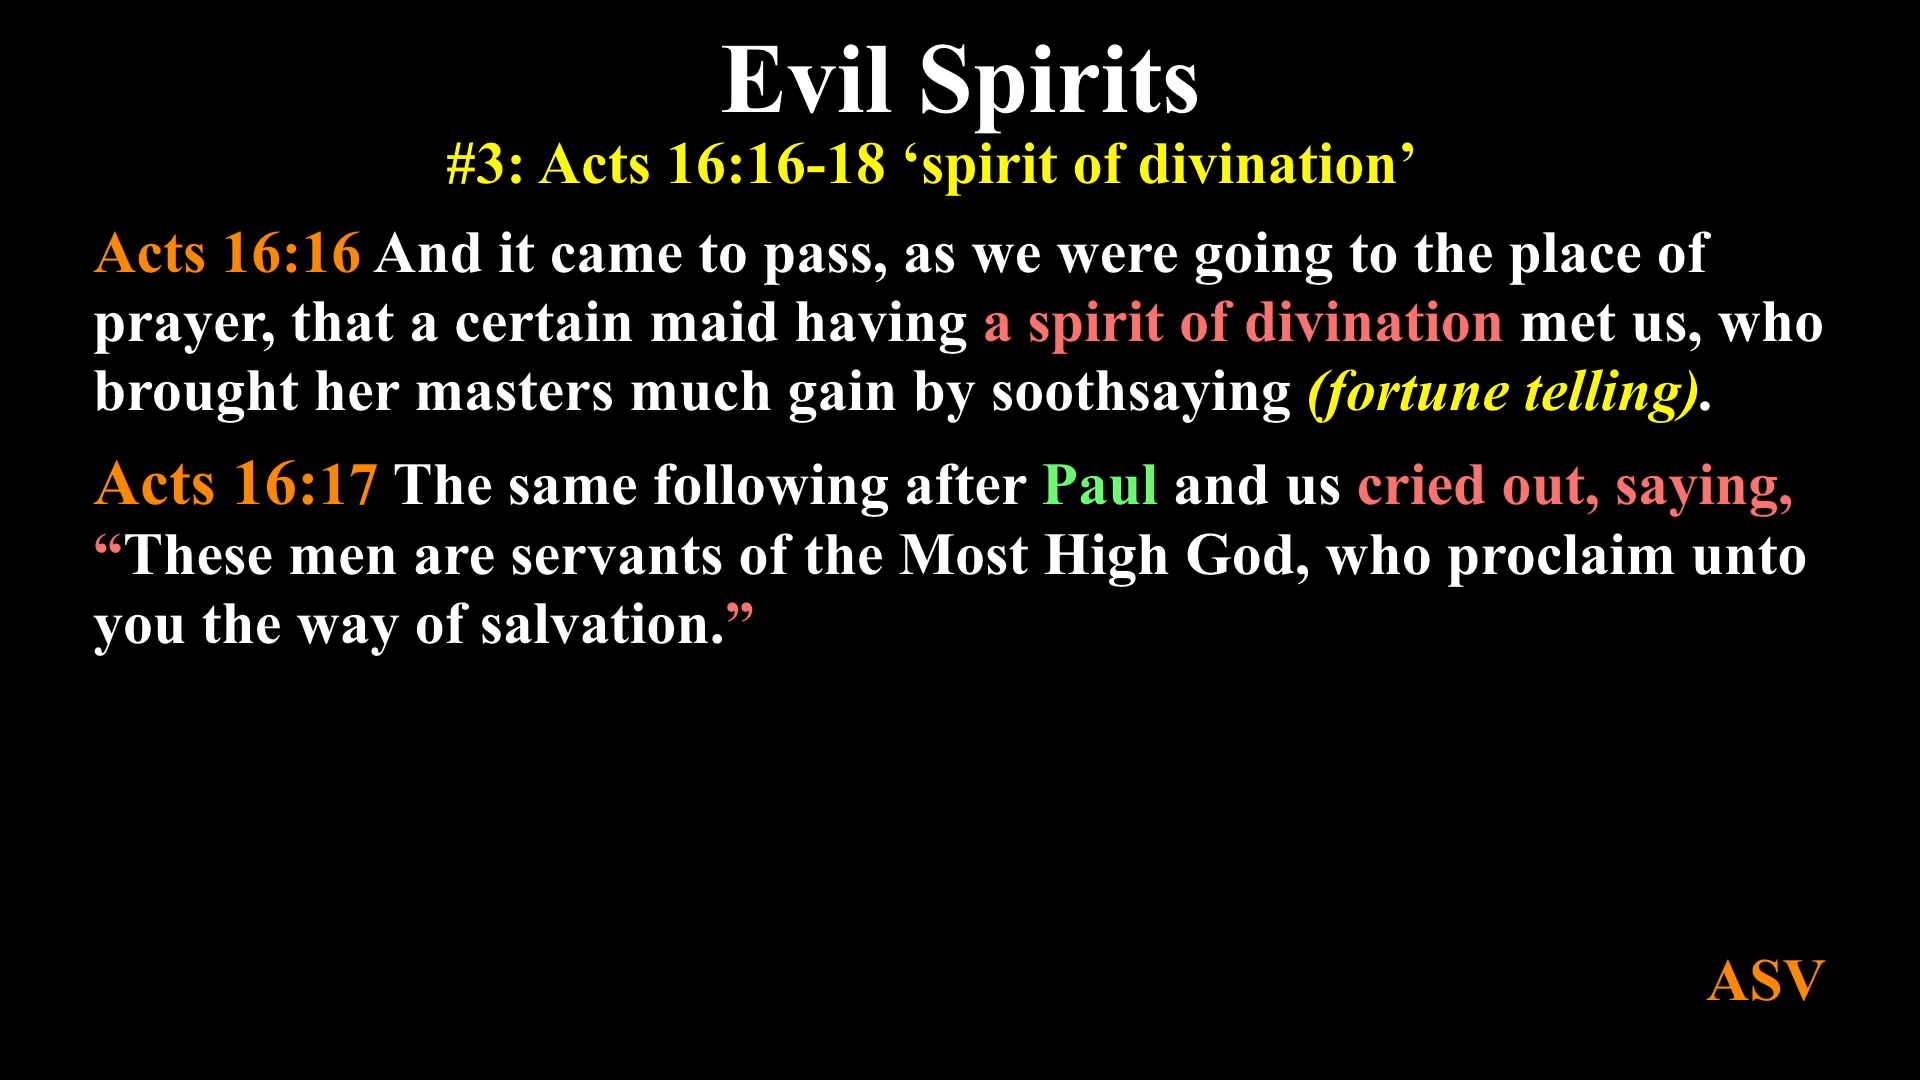 Evil Spirits
#3: Acts 16:16-18 ‘spirit of divination’
Acts 16:16 And it came to pass, as we were going to the place of
prayer, that a certain maid having a spirit of divination met us, who
brought her masters much gain by soothsaying (fortune telling).
Acts 16:17 The same following after Paul and us cried out, saying,
“These men are servants of the Most High God, who proclaim unto
you the way of salvation.”
ASV